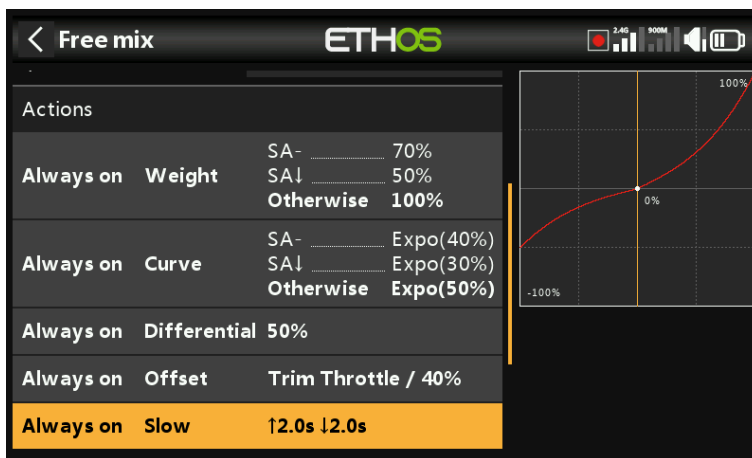 Free mix
ETHOS
2.4G
900M
Actions
Always on Weight
SA- 70%
SA↓ 50%
Otherwise 100%
Always on Curve
SA- Expo(40%)
SA↓ Expo(30%)
Otherwise Expo(50%)
Always on Differential 50%
Always on Offset Trim Throttle / 40%
Always on Slow ↑2.0s ↓2.0s
100%
0%
-100%